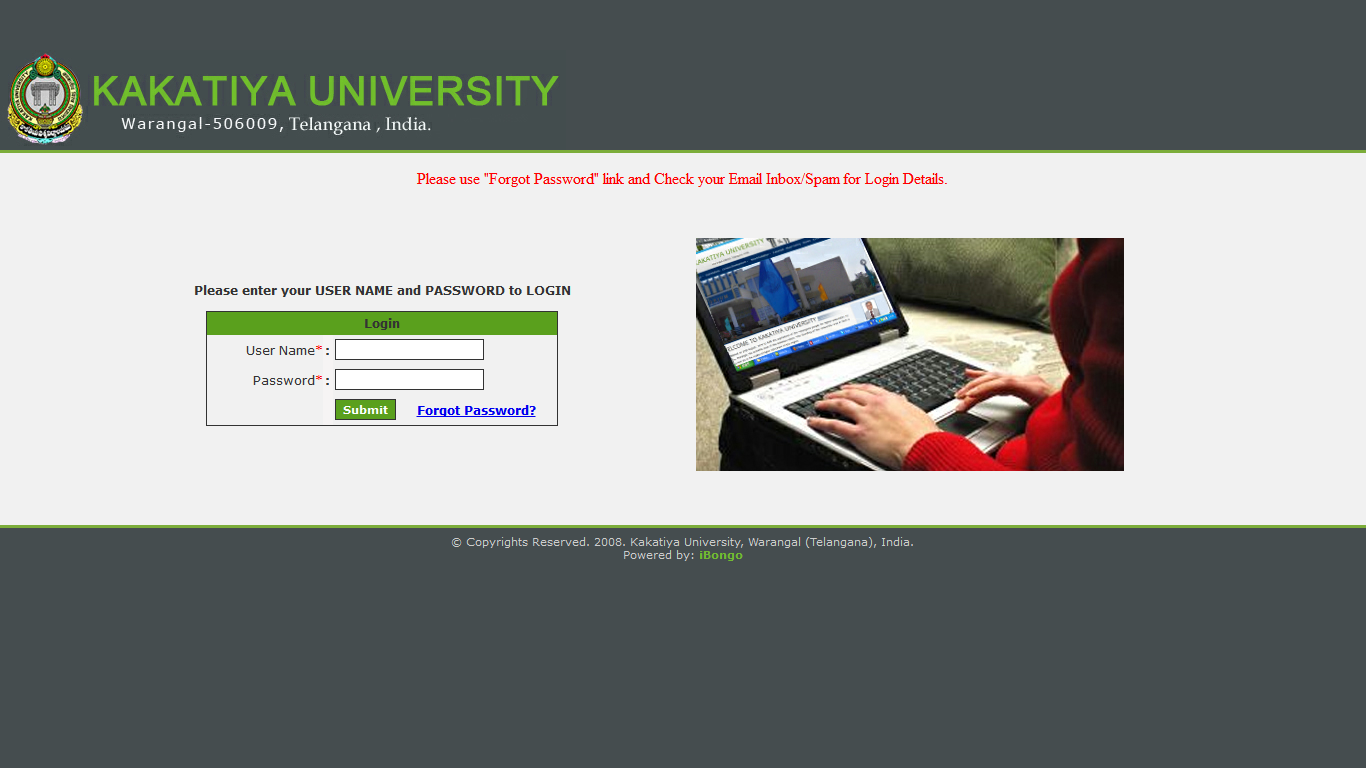 KAKATIYA UNIVERSITY
Warangal-506009, Telangana , India.
Please use "Forgot Password" link and Check your Email Inbox/Spam for Login Details.
Please enter your USER NAME and PASSWORD to LOGIN
Login
User Name* :
Password* :
Submit Forgot Password?
KAKATIYA UNIVERSITY
WELCOME TO KAKATIYA UNIVERSITY
© Copyrights Reserved. 2008. Kakatiya University, Warangal (Telangana), India.
Powered by: iBongo